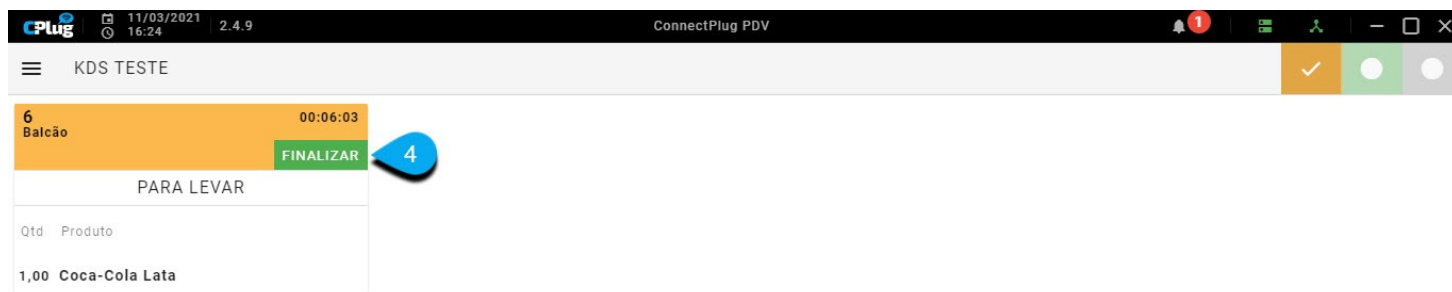 CPlug 11/03/2021 16:24 2.4.9 ConnectPlug PDV 1
KDS TESTE
6 00:06:03
Balcão
FINALIZAR 4
PARA LEVAR
Qtd Produto
1,00 Coca-Cola Lata